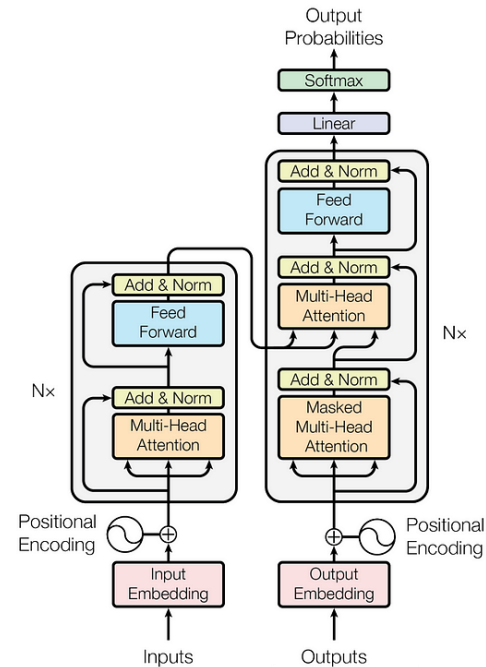 Output
Probabilities
Softmax
Linear
Add & Norm
Feed
Forward
Add & Norm
Multi-Head
Attention
Add & Norm
Masked
Multi-Head
Attention
Nx
Positional
Encoding
Output
Embedding
Outputs
Add & Norm
Feed
Forward
Add & Norm
Multi-Head
Attention
Nx
Positional
Encoding
Input
Embedding
Inputs